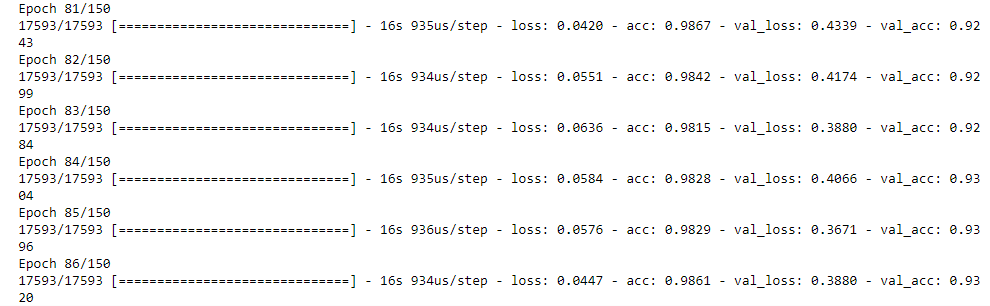 Epoch 81/150
17593/17593 [==============================] - 16s 935us/step - loss: 0.0420 - acc: 0.9867 - val_loss: 0.4339 - val_acc: 0.92
43
Epoch 82/150
17593/17593 [==============================] - 16s 934us/step - loss: 0.0551 - acc: 0.9842 - val_loss: 0.4174 - val_acc: 0.92
99
Epoch 83/150
17593/17593 [==============================] - 16s 934us/step - loss: 0.0636 - acc: 0.9815 - val_loss: 0.3880 - val_acc: 0.92
84
Epoch 84/150
17593/17593 [==============================] - 16s 935us/step - loss: 0.0584 - acc: 0.9828 - val_loss: 0.4066 - val_acc: 0.93
04
Epoch 85/150
17593/17593 [==============================] - 16s 936us/step - loss: 0.0576 - acc: 0.9829 - val_loss: 0.3671 - val_acc: 0.93
96
Epoch 86/150
17593/17593 [==============================] - 16s 934us/step - loss: 0.0447 - acc: 0.9861 - val_loss: 0.3880 - val_acc: 0.93
20